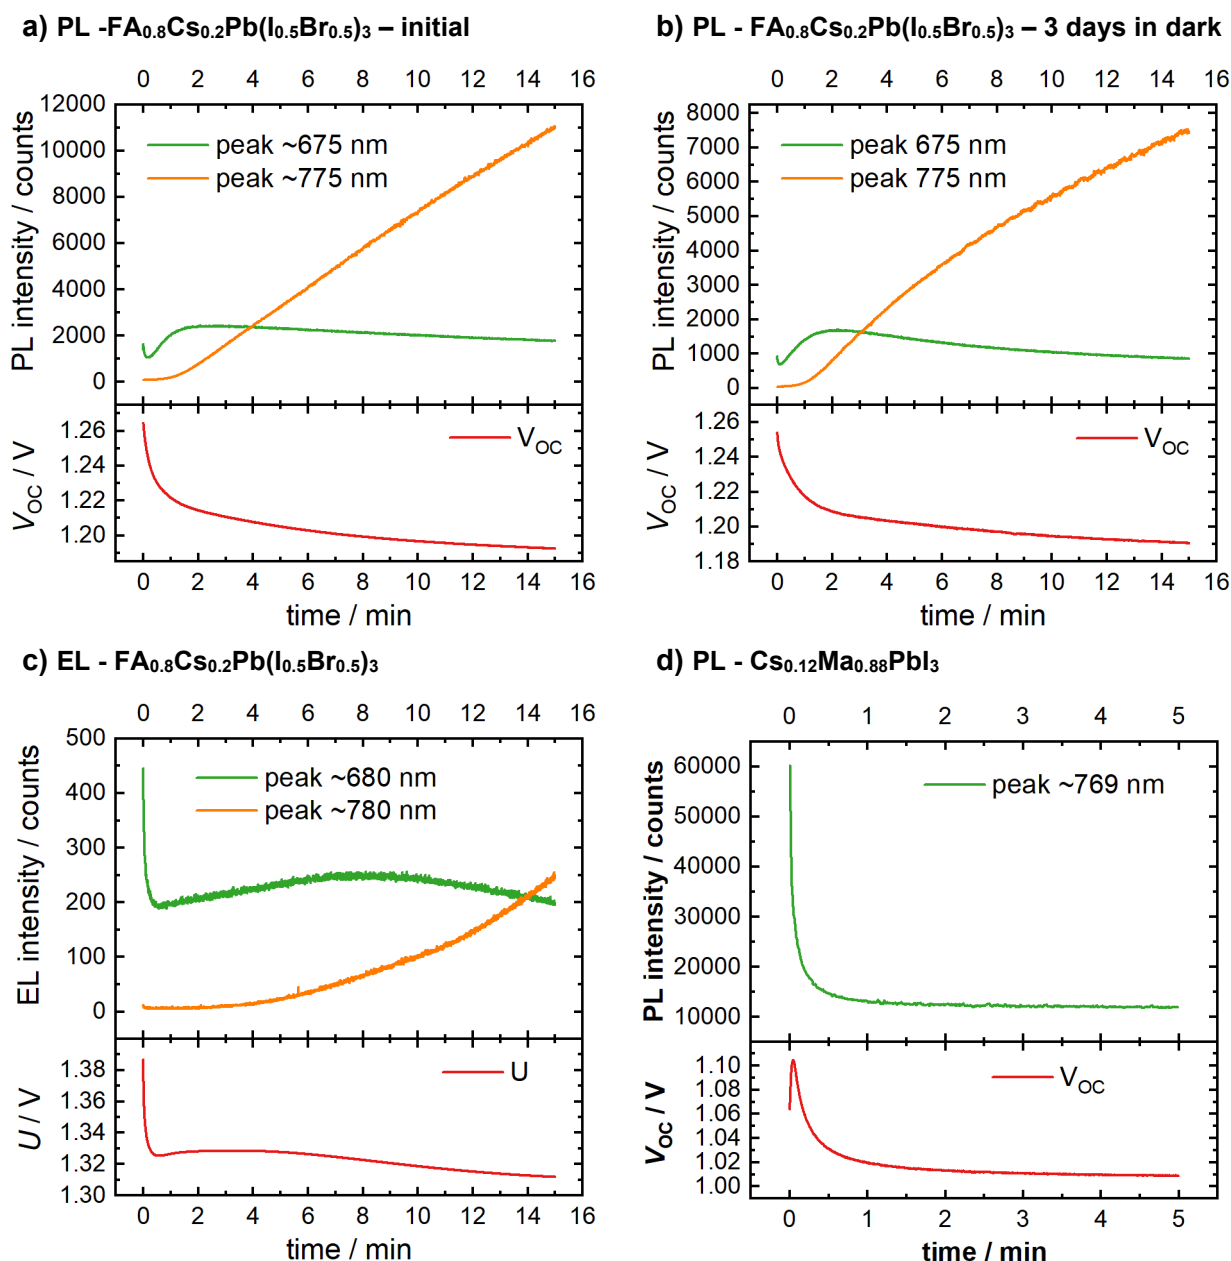 a) PL -FA0.8Cs0.2Pb(I0.5Br0.5)3 – initial
0 2 4 6 8 10 12 14 16
12000
10000
8000
6000
4000
2000
0
PL intensity / counts
peak ~675 nm
peak ~775 nm
1.26
1.24
1.22
1.20
VOC / V
VOC
0 2 4 6 8 10 12 14 16
time / min
b) PL - FA0.8Cs0.2Pb(I0.5Br0.5)3 – 3 days in dark
0 2 4 6 8 10 12 14 16
8000
7000
6000
5000
4000
3000
2000
1000
0
PL intensity / counts
peak 675 nm
peak 775 nm
1.26
1.24
1.22
1.20
1.18
VOC / V
VOC
0 2 4 6 8 10 12 14 16
time / min
c) EL - FA0.8Cs0.2Pb(I0.5Br0.5)3
0 2 4 6 8 10 12 14 16
500
400
300
200
100
0
EL intensity / counts
peak ~680 nm
peak ~780 nm
1.38
1.36
1.34
1.32
1.30
U / V
U
0 2 4 6 8 10 12 14 16
time / min
d) PL - Cs0.12Ma0.88PbI3
0 1 2 3 4 5
60000
50000
40000
30000
20000
10000
PL intensity / counts
peak ~769 nm
1.10
1.08
1.06
1.04
1.02
1.00
VOC / V
VOC
0 1 2 3 4 5
time / min